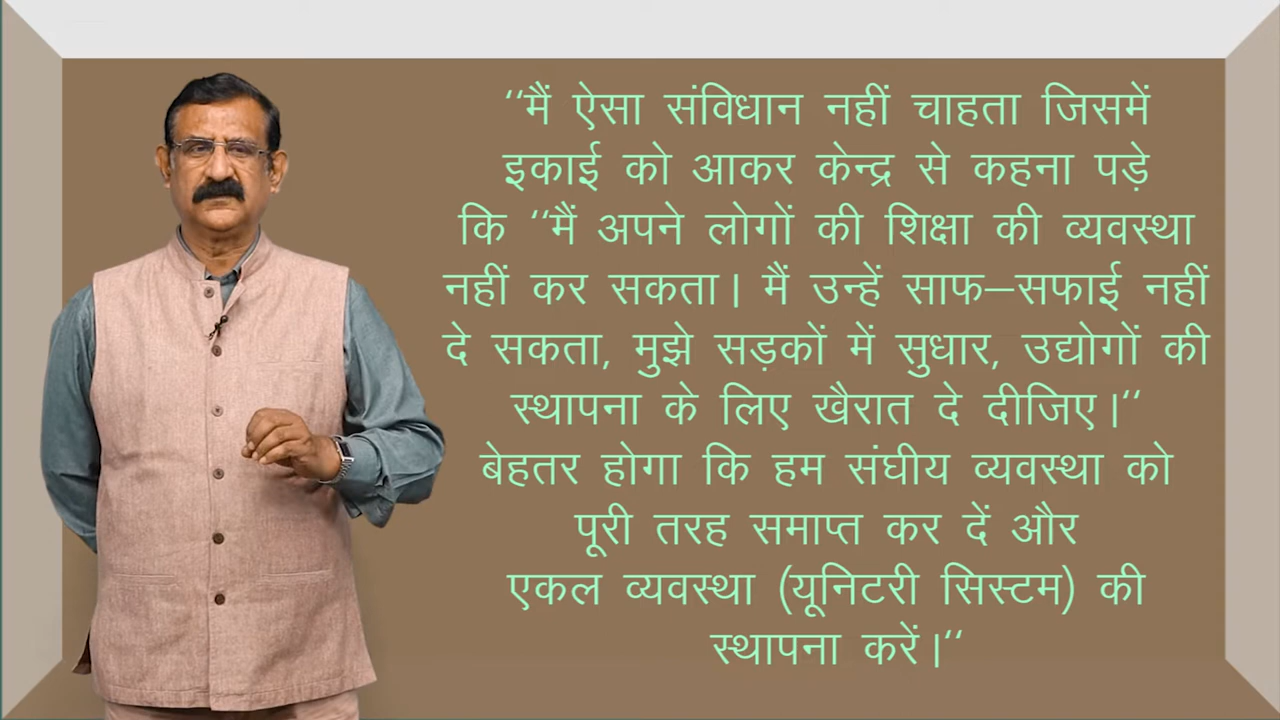 ‘‘मैं ऐसा संविधान नहीं चाहता जिसमें
इकाई को आकर केन्द्र से कहना पड़े
कि ‘‘मैं अपने लोगों की शिक्षा की व्यवस्था
नहीं कर सकता। मैं उन्हें साफ–सफाई नहीं
दे सकता, मुझे सड़कों में सुधार, उद्योगों की
स्थापना के लिए खैरात दे दीजिए।‘‘
बेहतर होगा कि हम संघीय व्यवस्था को
पूरी तरह समाप्त कर दें और
एकल व्यवस्था (यूनिटरी सिस्टम) की
स्थापना करें।‘‘